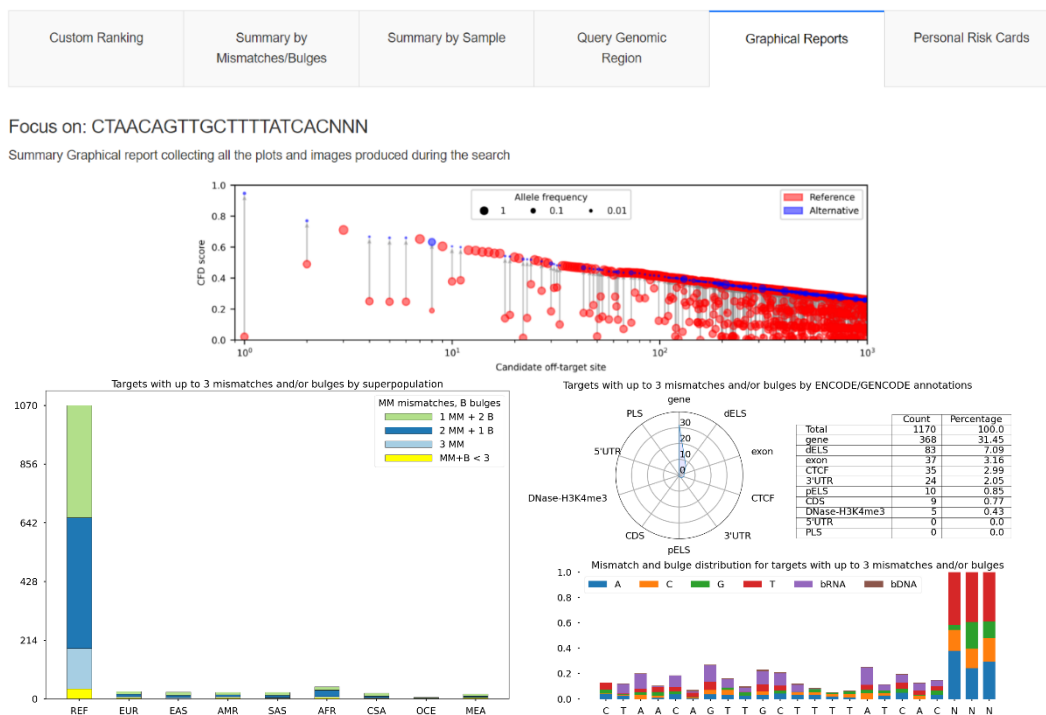 Custom Ranking
Summary by
Mismatches/Bulges
Summary by Sample
Query Genomic
Region
Graphical Reports
Personal Risk Cards
Focus on: CTAACAGTTGCTTTTATCACNNN
Summary Graphical report collecting all the plots and images produced during the search
Allele frequency
1 0.1 0.01
Reference
Alternative
CFD score
1.0
0.8
0.6
0.4
0.2
0.0
10⁰ 10¹ 10² 10³
Candidate off-target site
Targets with up to 3 mismatches and/or bulges by superpopulation
MM mismatches, B bulges
1 MM + 2 B
2 MM + 1 B
3 MM
MM+B < 3
1070
856
642
428
214
0
REF EUR EAS AMR SAS AFR CSA OCE MEA
Targets with up to 3 mismatches and/or bulges by ENCODE/GENCODE annotations
gene
dELS
exon
CTCF
3'UTR
pELS
CDS
DNase-H3K4me3
5'UTR
PLS
30
20
10
0
Count Percentage
Total 1170 100.0
gene 368 31.45
dELS 83 7.09
exon 37 3.16
CTCF 35 2.99
3'UTR 24 2.05
pELS 10 0.85
CDS 9 0.77
DNase-H3K4me3 5 0.43
5'UTR 0 0.0
PLS 0 0.0
Mismatch and bulge distribution for targets with up to 3 mismatches and/or bulges
A C G T bRNA bDNA
1.0
0.8
0.6
0.4
0.2
0.0
C T A A C A G T T G C T T T T A T C A C N N N